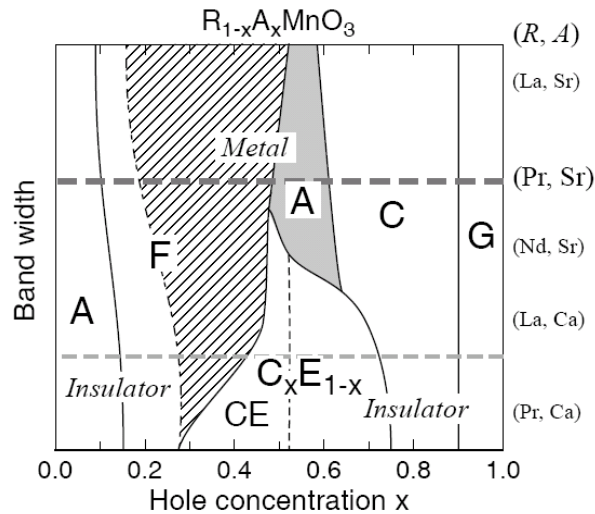 R₁₋ₓAₓMnO₃
(R, A)
(La, Sr)
Metal
(Pr, Sr)
A
C
F
G
(Nd, Sr)
Band width
A
(La, Ca)
CₓE₁₋ₓ
Insulator
CE
Insulator
(Pr, Ca)
0.0 0.2 0.4 0.6 0.8 1.0
Hole concentration x